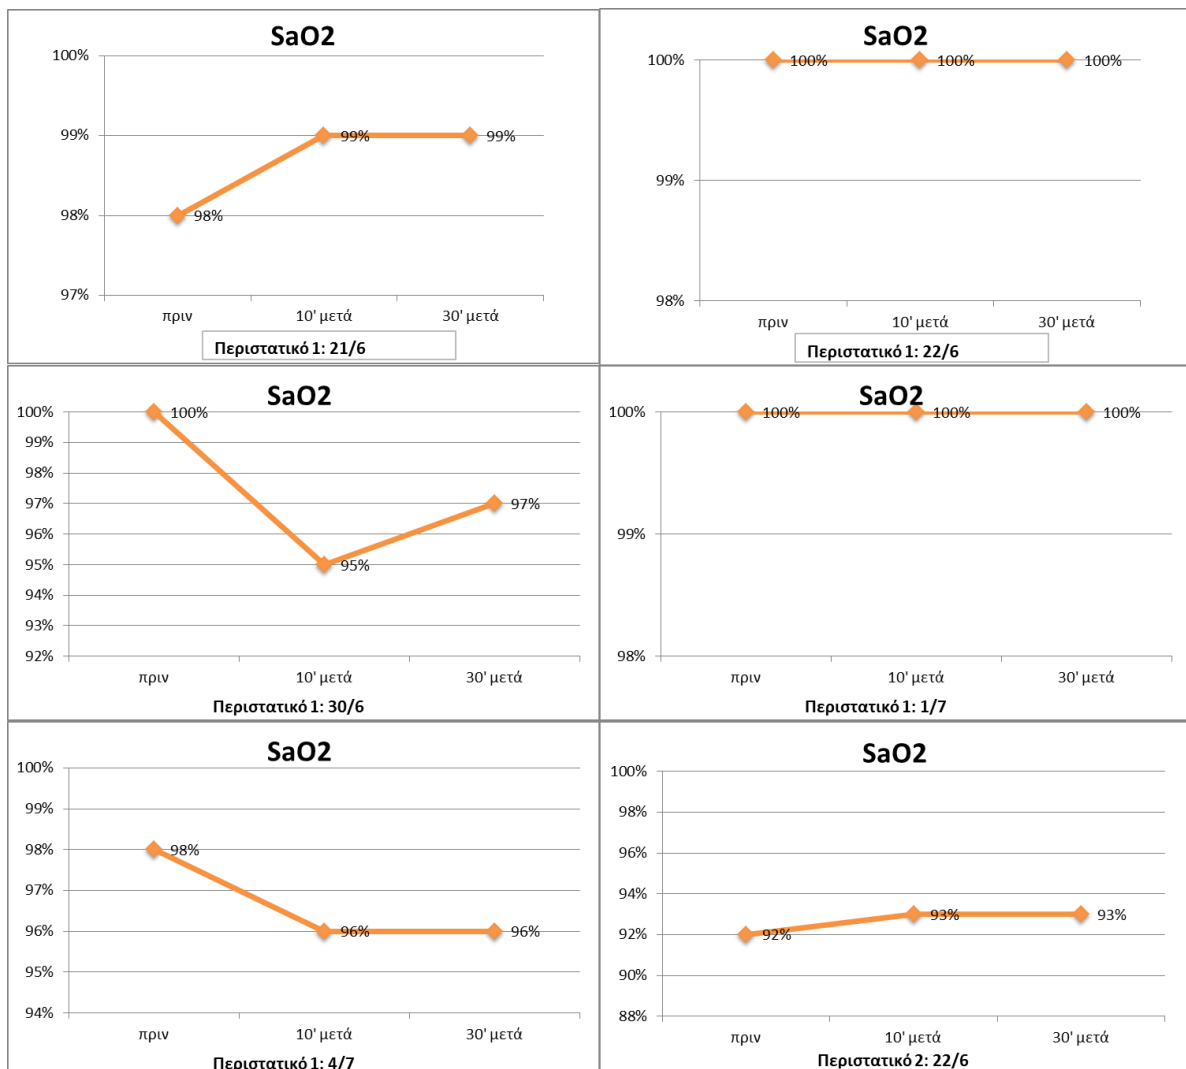 SaO2
100%
99%
98%
97%
98%
99%
99%
πριν
10' μετά
30' μετά
Περιστατικό 1: 21/6
SaO2
100%
99%
98%
100%
100%
100%
πριν
10' μετά
30' μετά
Περιστατικό 1: 22/6
SaO2
100%
99%
98%
97%
96%
95%
94%
93%
92%
100%
95%
97%
πριν
10' μετά
30' μετά
Περιστατικό 1: 30/6
SaO2
100%
99%
98%
100%
100%
100%
πριν
10' μετά
30' μετά
Περιστατικό 1: 1/7
SaO2
100%
99%
98%
97%
96%
95%
94%
98%
96%
96%
πριν
10' μετά
30' μετά
Περιστατικό 1: 4/7
SaO2
100%
98%
96%
94%
92%
90%
88%
92%
93%
93%
πριν
10' μετά
30' μετά
Περιστατικό 2: 22/6